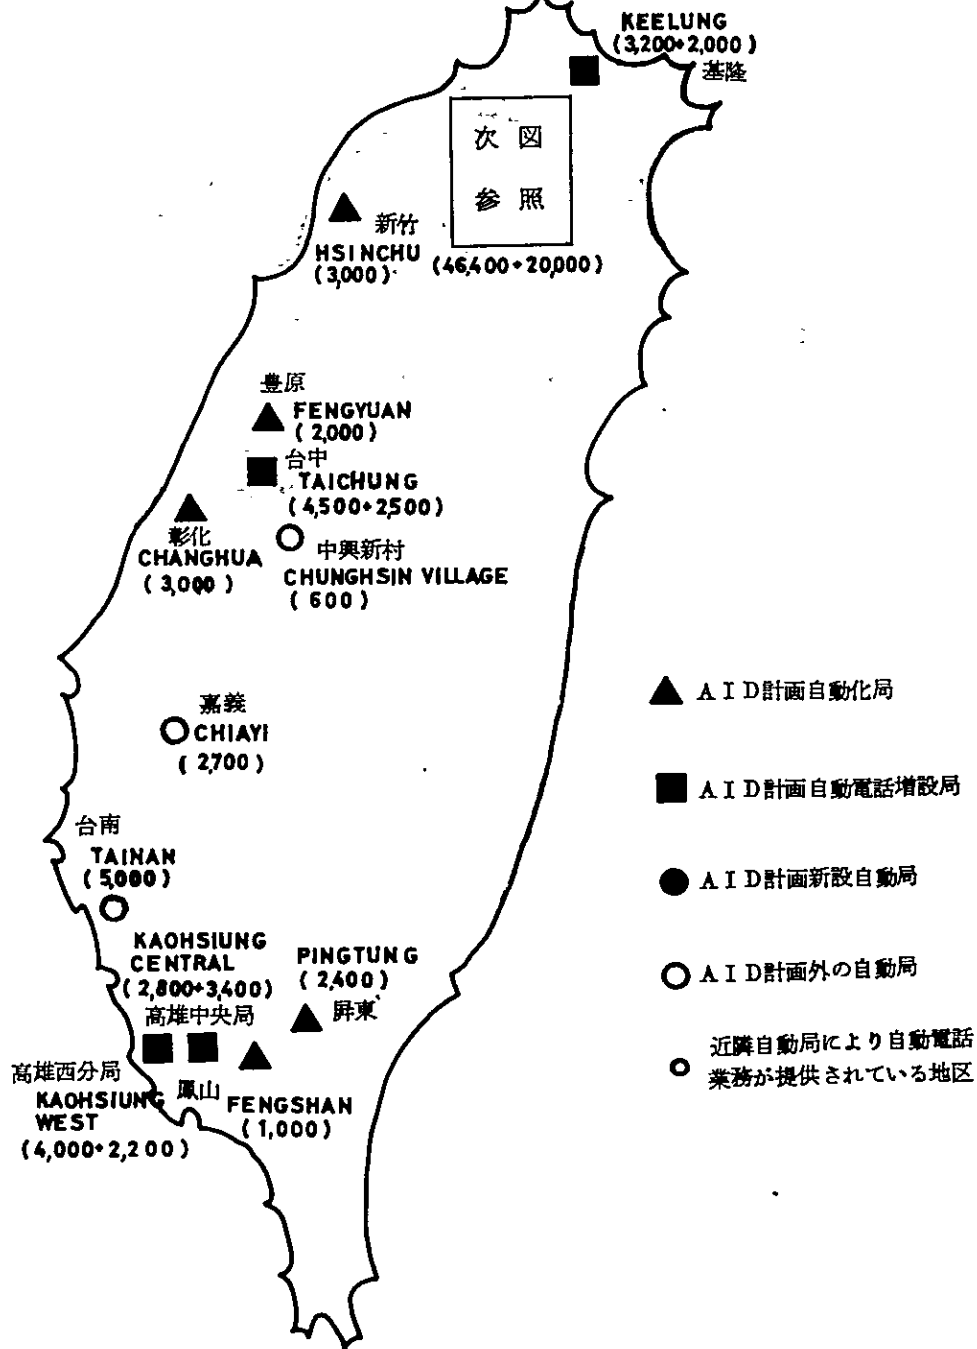 KEELUNG
(3,200+2,000)
基隆
次図
参照
(46,400+20,000)
新竹
HSINCHU
(3,000)
豊原
FENGYUAN
(2,000)
台中
TAICHUNG
(4,500+2,500)
彰化
CHANGHUA
(3,000)
中興新村
CHUNGHSIN VILLAGE
(600)
嘉義
CHIAYI
(2,700)
台南
TAINAN
(5,000)
KAOHSIUNG
CENTRAL
(2,800+3,400)
高雄中央局
PINGTUNG
(2,400)
屏東
高雄西分局
KAOHSIUNG
WEST
(4,000+2,200)
鳳山
FENGSHAN
(1,000)
AID計画自動化局
AID計画自動電話増設局
AID計画新設自動局
AID計画外の自動局
近隣自動局により自動電話
業務が提供されている地区